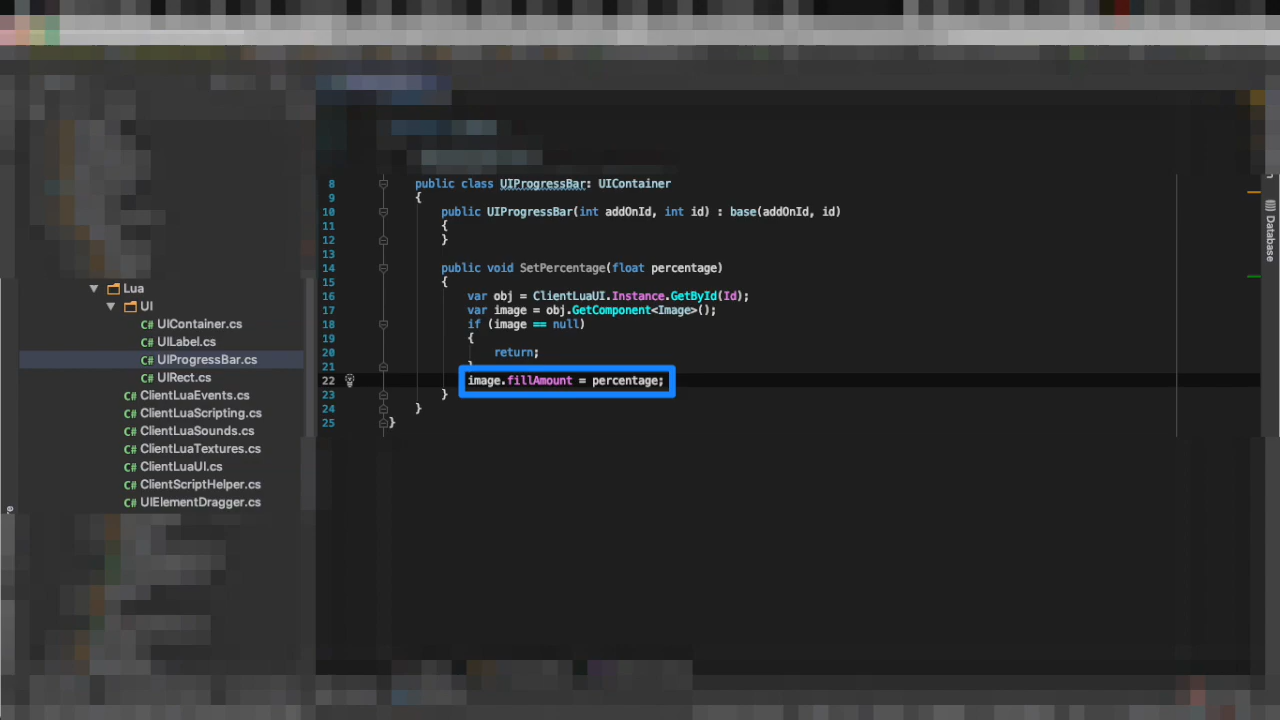 Lua
UI
UIContainer.cs
UILabel.cs
UIProgressBar.cs
UIRect.cs
ClientLuaEvents.cs
ClientLuaScripting.cs
ClientLuaSounds.cs
ClientLuaTextures.cs
ClientLuaUI.cs
ClientScriptHelper.cs
UIElementDragger.cs
8 public class UIProgressBar: UIContainer
9 {
10 public UIProgressBar(int addOnId, int id) : base(addOnId, id)
11 {
12 }
13
14 public void SetPercentage(float percentage)
15 {
16 var obj = ClientLuaUI.Instance.GetById(Id);
17 var image = obj.GetComponent<Image>();
18 if (image == null)
19 {
20 return;
21 }
22 image.fillAmount = percentage;
23 }
24 }
25 }
Database